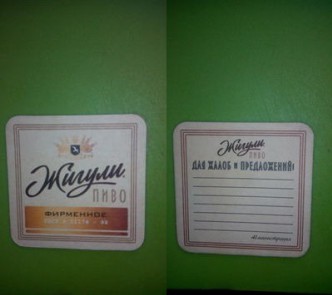 Жигули
ПИВО
ФИРМЕННОЕ
Жигули
ПИВО
ДЛЯ ЖАЛОБ и ПРЕДЛОЖЕНИЙ: